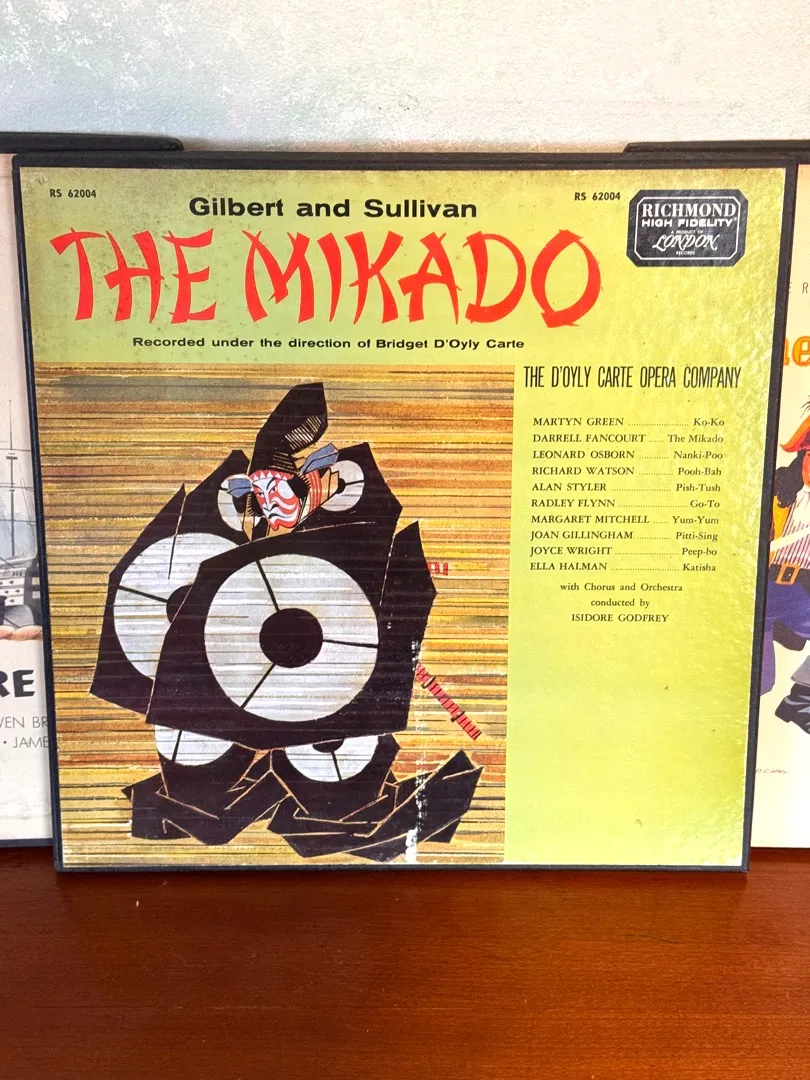 RS 62004
RS 62004
Gilbert and Sullivan
THE MIKADO
Recorded under the direction of Bridget D'Oyly Carte
RICHMOND
HIGH FIDELITY
A PRODUCT OF
LONDON
RECORDS
THE D'OYLY CARTE OPERA COMPANY
MARTYN GREEN ........................ Ko-Ko
DARRELL FANCOURT ..... The Mikado
LEONARD OSBORN ............. Nanki-Poo
RICHARD WATSON ............. Pooh-Bah
ALAN STYLER ........................ Pish-Tush
RADLEY FLYNN ........................ Go-To
MARGARET MITCHELL ...... Yum-Yum
JOAN GILLINGHAM .............. Pitti-Sing
JOYCE WRIGHT ...................... Peep-bo
ELLA HALMAN ...................... Katisha
with Chorus and Orchestra
conducted by
ISIDORE GODFREY
RE
VEN BR
• JAME